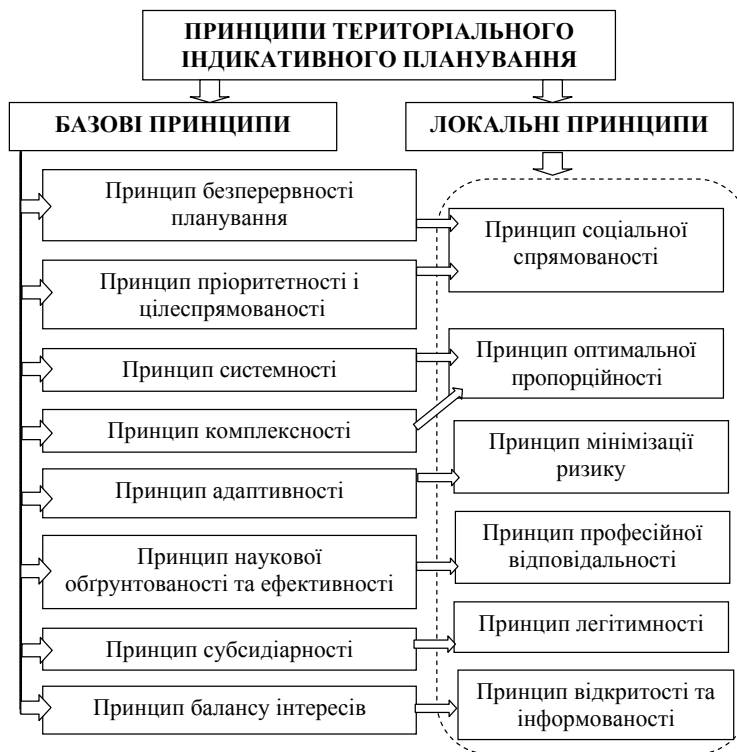 ПРИНЦИПИ ТЕРИТОРІАЛЬНОГО
ІНДИКАТИВНОГО ПЛАНУВАННЯ
БАЗОВІ ПРИНЦИПИ
ЛОКАЛЬНІ ПРИНЦИПИ
Принцип безперервності
планування
Принцип пріоритетності і
цілеспрямованості
Принцип системності
Принцип комплексності
Принцип адаптивності
Принцип наукової
обґрунтованості та ефективності
Принцип субсидіарності
Принцип балансу інтересів
Принцип соціальної
спрямованості
Принцип оптимальної
пропорційності
Принцип мінімізації
ризику
Принцип професійної
відповідальності
Принцип легітимності
Принцип відкритості та
інформованості